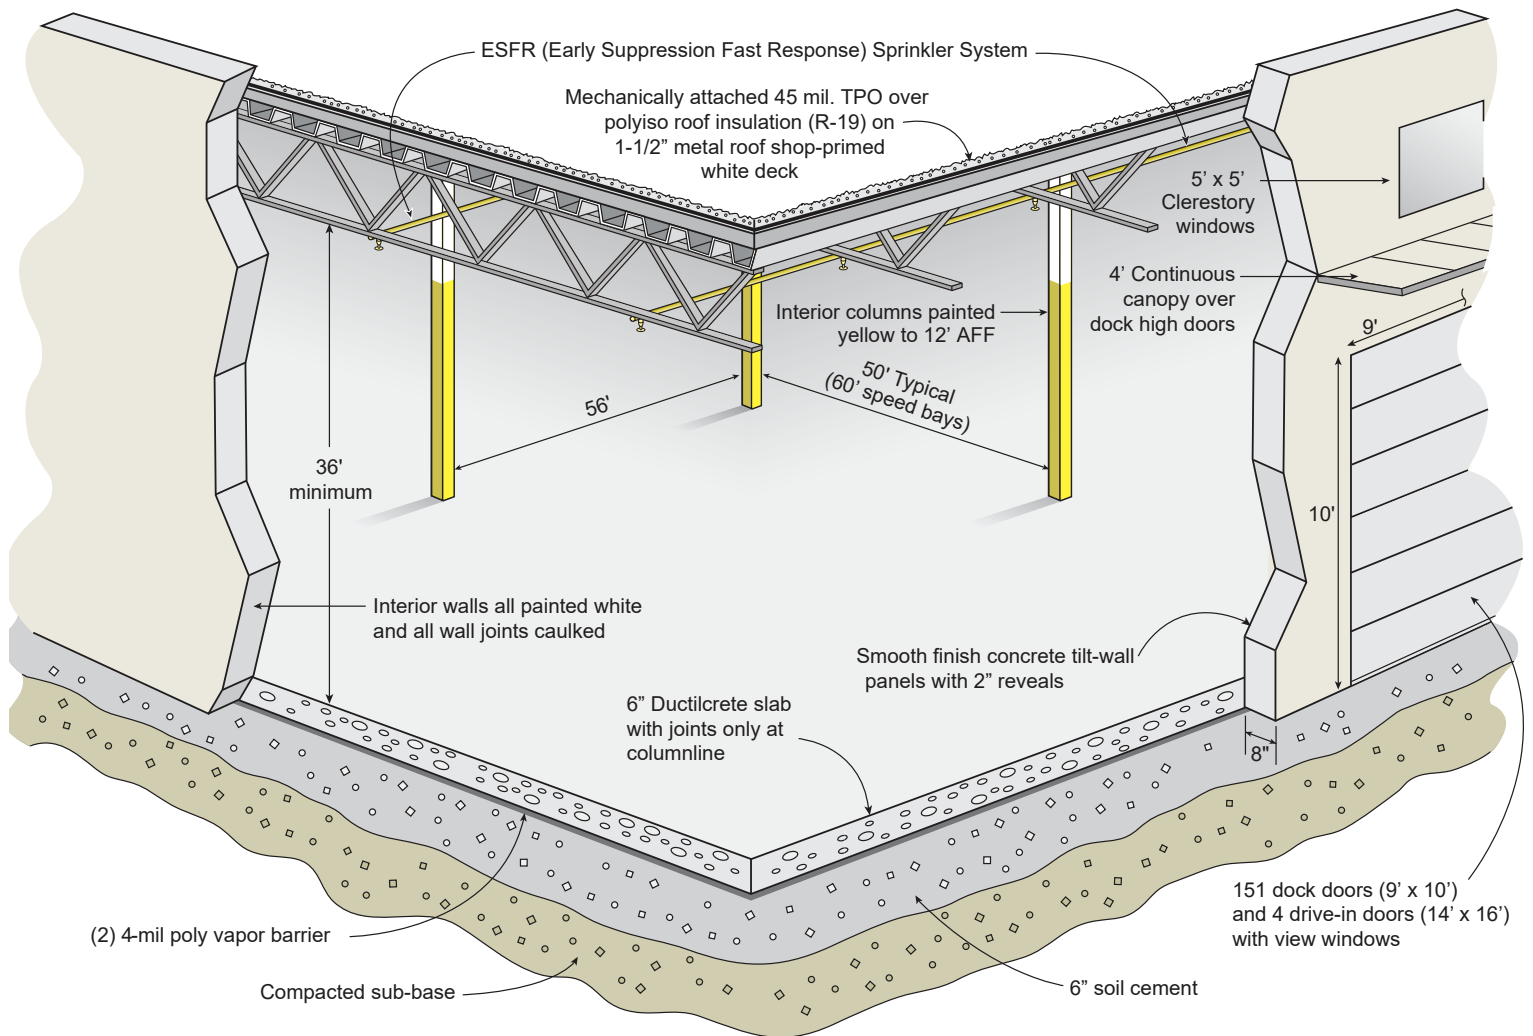 ESFR (Early Suppression Fast Response) Sprinkler System
Mechanically attached 45 mil. TPO over
polyiso roof insulation (R-19) on
1-1/2” metal roof shop-primed
white deck
5’ x 5’
Clerestory
windows
4’ Continuous
canopy over
dock high doors
Interior columns painted
yellow to 12’ AFF
9'
56'
50' Typical
(60’ speed bays)
36'
minimum
10'
Interior walls all painted white
and all wall joints caulked
Smooth finish concrete tilt-wall
panels with 2” reveals
6” Ductilcrete slab
with joints only at
columnline
8"
151 dock doors (9’ x 10’)
and 4 drive-in doors (14’ x 16’)
with view windows
(2) 4-mil poly vapor barrier
Compacted sub-base
6” soil cement